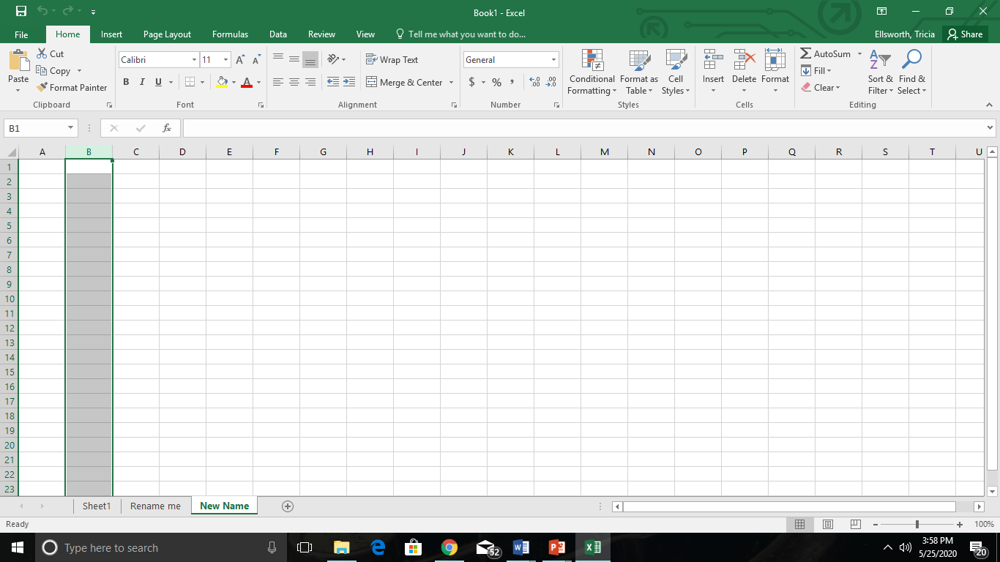 Book1 - Excel
File Home Insert Page Layout Formulas Data Review View Tell me what you want to do... Ellsworth, Tricia Share
Paste
Cut
Copy
Format Painter
Clipboard
Calibri 11
B I U A
Font
Wrap Text
Merge & Center
Alignment
General
$ % ,
Number
Conditional Formatting
Format as Table
Cell Styles
Styles
Insert Delete Format
Cells
AutoSum
Fill
Clear
Sort & Filter
Find & Select
Editing
B1 fx
A B C D E F G H I J K L M N O P Q R S T U
1
2
3
4
5
6
7
8
9
10
11
12
13
14
15
16
17
18
19
20
21
22
23
Sheet1 Rename me New Name
Ready 100%
Type here to search 52 3:58 PM
5/25/2020 20